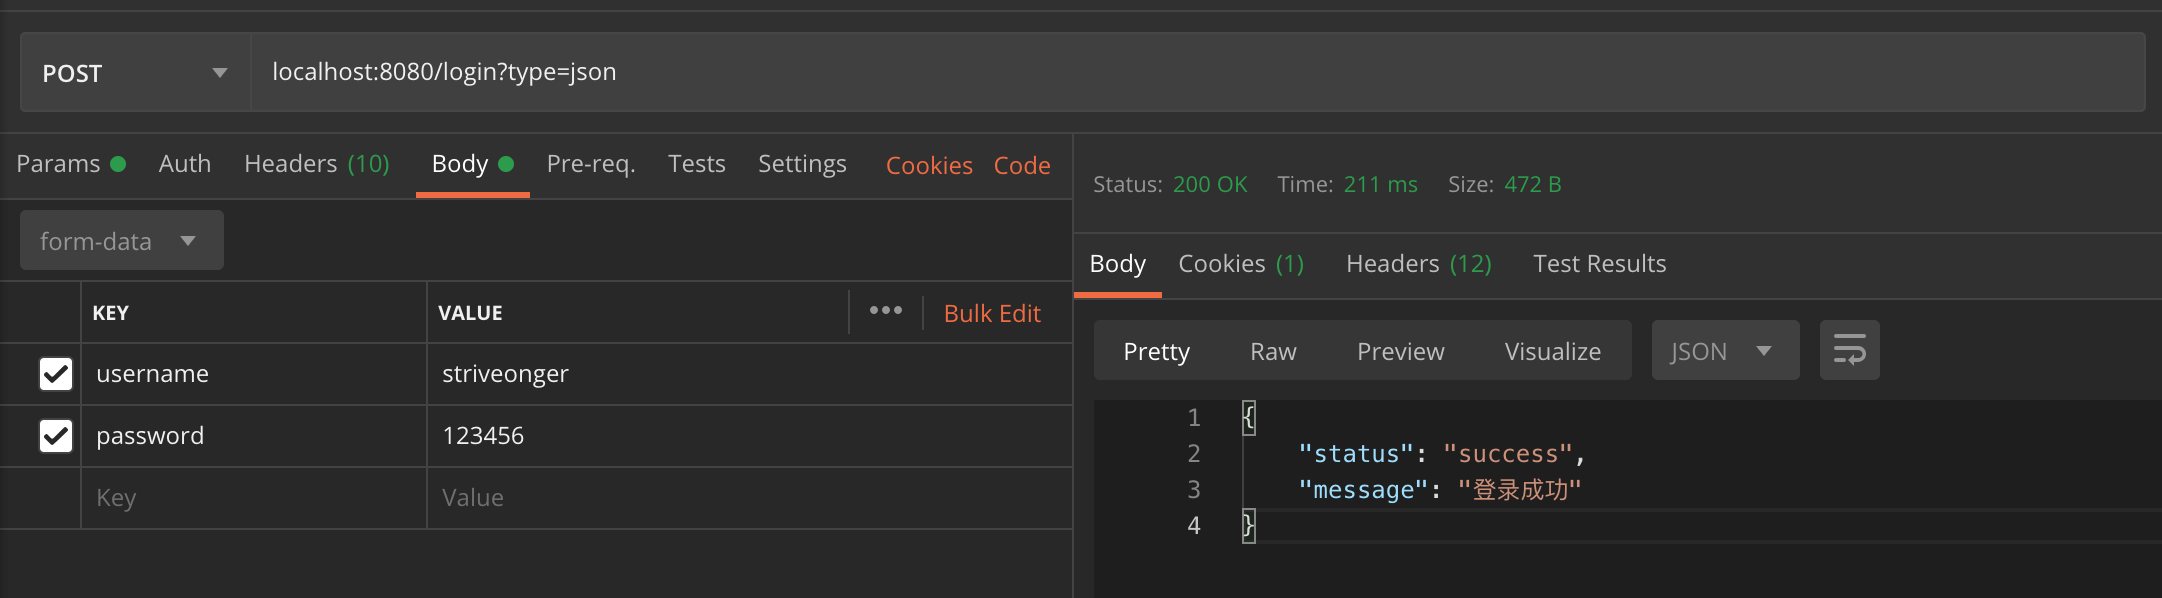 POST localhost:8080/login?type=json
Params Auth Headers (10) Body Pre-req. Tests Settings Cookies Code
form-data
KEY VALUE ••• Bulk Edit
username striveonger
password 123456
Key Value
Status: 200 OK Time: 211 ms Size: 472 B
Body Cookies (1) Headers (12) Test Results
Pretty Raw Preview Visualize JSON
1 {
2 "status": "success",
3 "message": "登录成功"
4 }